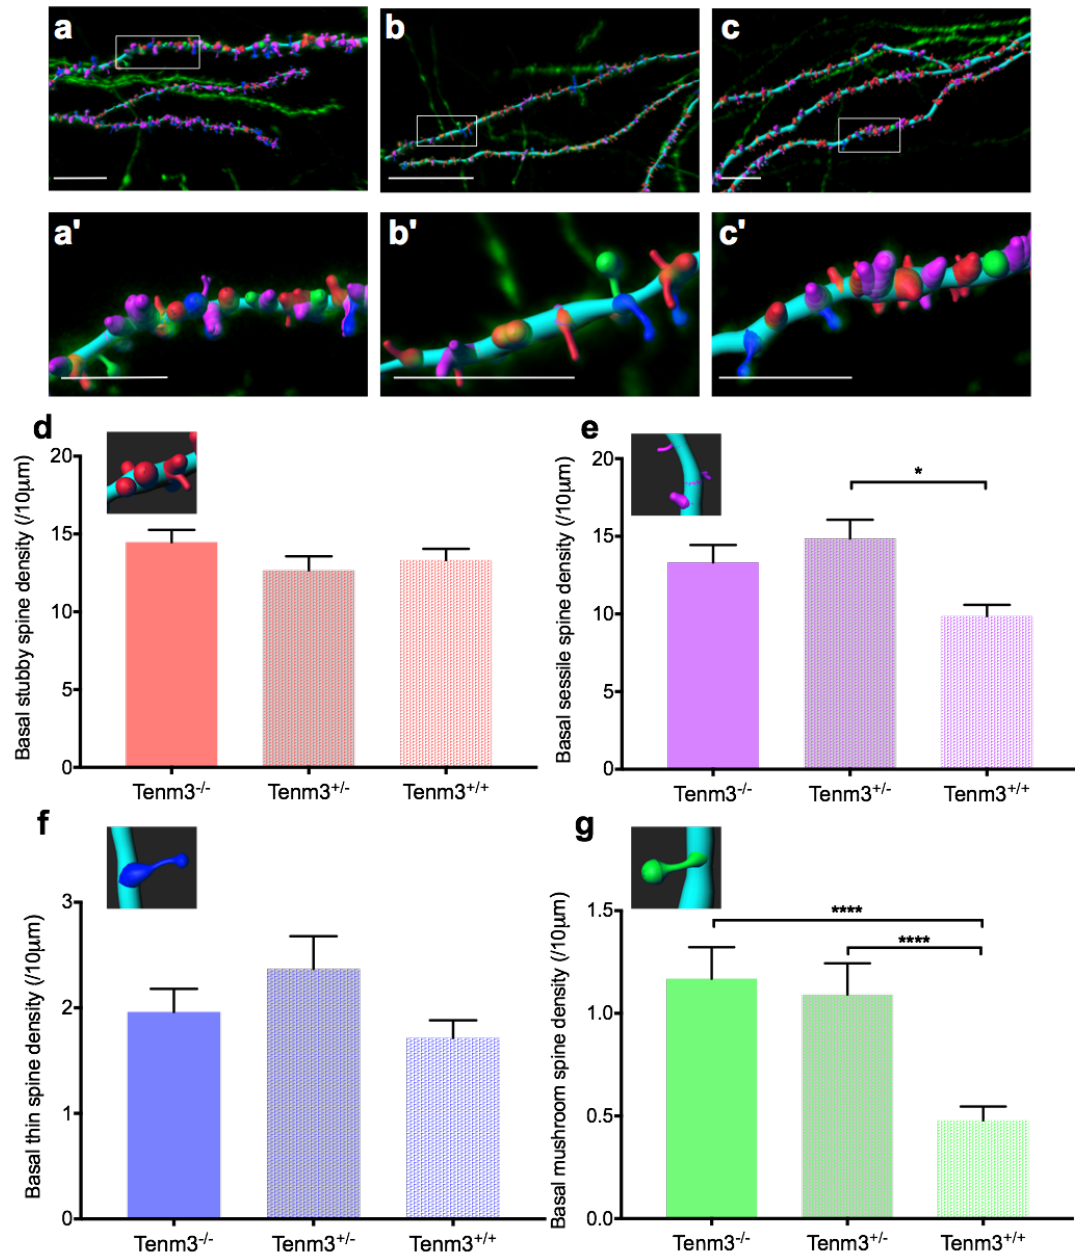 a
b
c
a'
b'
c'
d
e
Basal stubby spine density (/10µm)
20
15
10
5
0
Tenm3-/-
Tenm3+/-
Tenm3+/+
Basal sessile spine density (/10µm)
20
15
10
5
0
*
Tenm3-/-
Tenm3+/-
Tenm3+/+
f
g
Basal thin spine density (/10µm)
3
2
1
0
Tenm3-/-
Tenm3+/-
Tenm3+/+
Basal mushroom spine density (/10µm)
1.5
1.0
0.5
0.0
****
****
Tenm3-/-
Tenm3+/-
Tenm3+/+